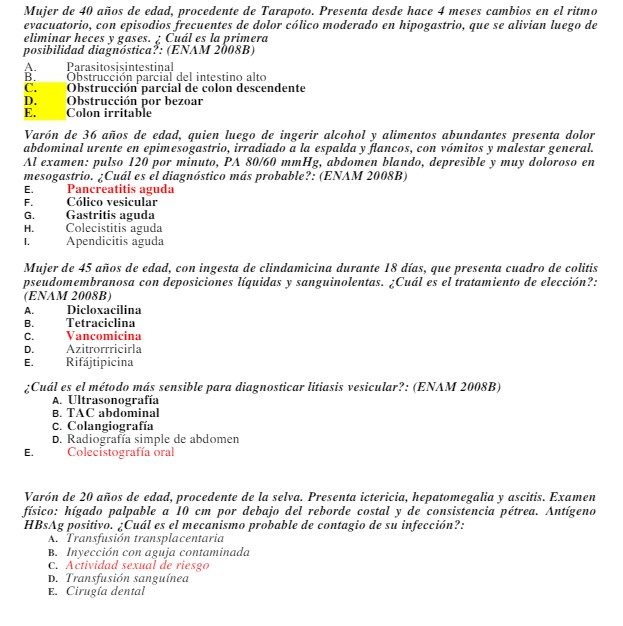 Mujer de 40 años de edad, procedente de Tarapoto. Presenta desde hace 4 meses cambios en el ritmo
evacuatorio, con episodios frecuentes de dolor cólico moderado en hipogastrio, que se alivian luego de
eliminar heces y gases. ¿ Cuál es la primera
posibilidad diagnóstica?: (ENAM 2008B)
A. Parasitosisintestinal
B. Obstrucción parcial del intestino alto
C. Obstrucción parcial de colon descendente
D. Obstrucción por bezoar
E. Colon irritable
Varón de 36 años de edad, quien luego de ingerir alcohol y alimentos abundantes presenta dolor
abdominal urente en epimesogastrio, irradiado a la espalda y flancos, con vómitos y malestar general.
Al examen: pulso 120 por minuto, PA 80/60 mmHg, abdomen blando, depresible y muy doloroso en
mesogastrio. ¿Cuál es el diagnóstico más probable?: (ENAM 2008B)
E. Pancreatitis aguda
F. Cólico vesicular
G. Gastritis aguda
H. Colecistitis aguda
I. Apendicitis aguda
Mujer de 45 años de edad, con ingesta de clindamicina durante 18 días, que presenta cuadro de colitis
pseudomembranosa con deposiciones líquidas y sanguinolentas. ¿Cuál es el tratamiento de elección?:
(ENAM 2008B)
A. Dicloxacilina
B. Tetraciclina
C. Vancomicina
D. Azitrorrricirla
E. Rifájtipicina
¿Cuál es el método más sensible para diagnosticar litiasis vesicular?: (ENAM 2008B)
A. Ultrasonografía
B. TAC abdominal
C. Colangiografía
D. Radiografía simple de abdomen
E. Colecistografía oral
Varón de 20 años de edad, procedente de la selva. Presenta ictericia, hepatomegalia y ascitis. Examen
físico: hígado palpable a 10 cm por debajo del reborde costal y de consistencia pétrea. Antígeno
HBsAg positivo. ¿Cuál es el mecanismo probable de contagio de su infección?:
A. Transfusión transplacentaria
B. Inyección con aguja contaminada
C. Actividad sexual de riesgo
D. Transfusión sanguínea
E. Cirugía dental